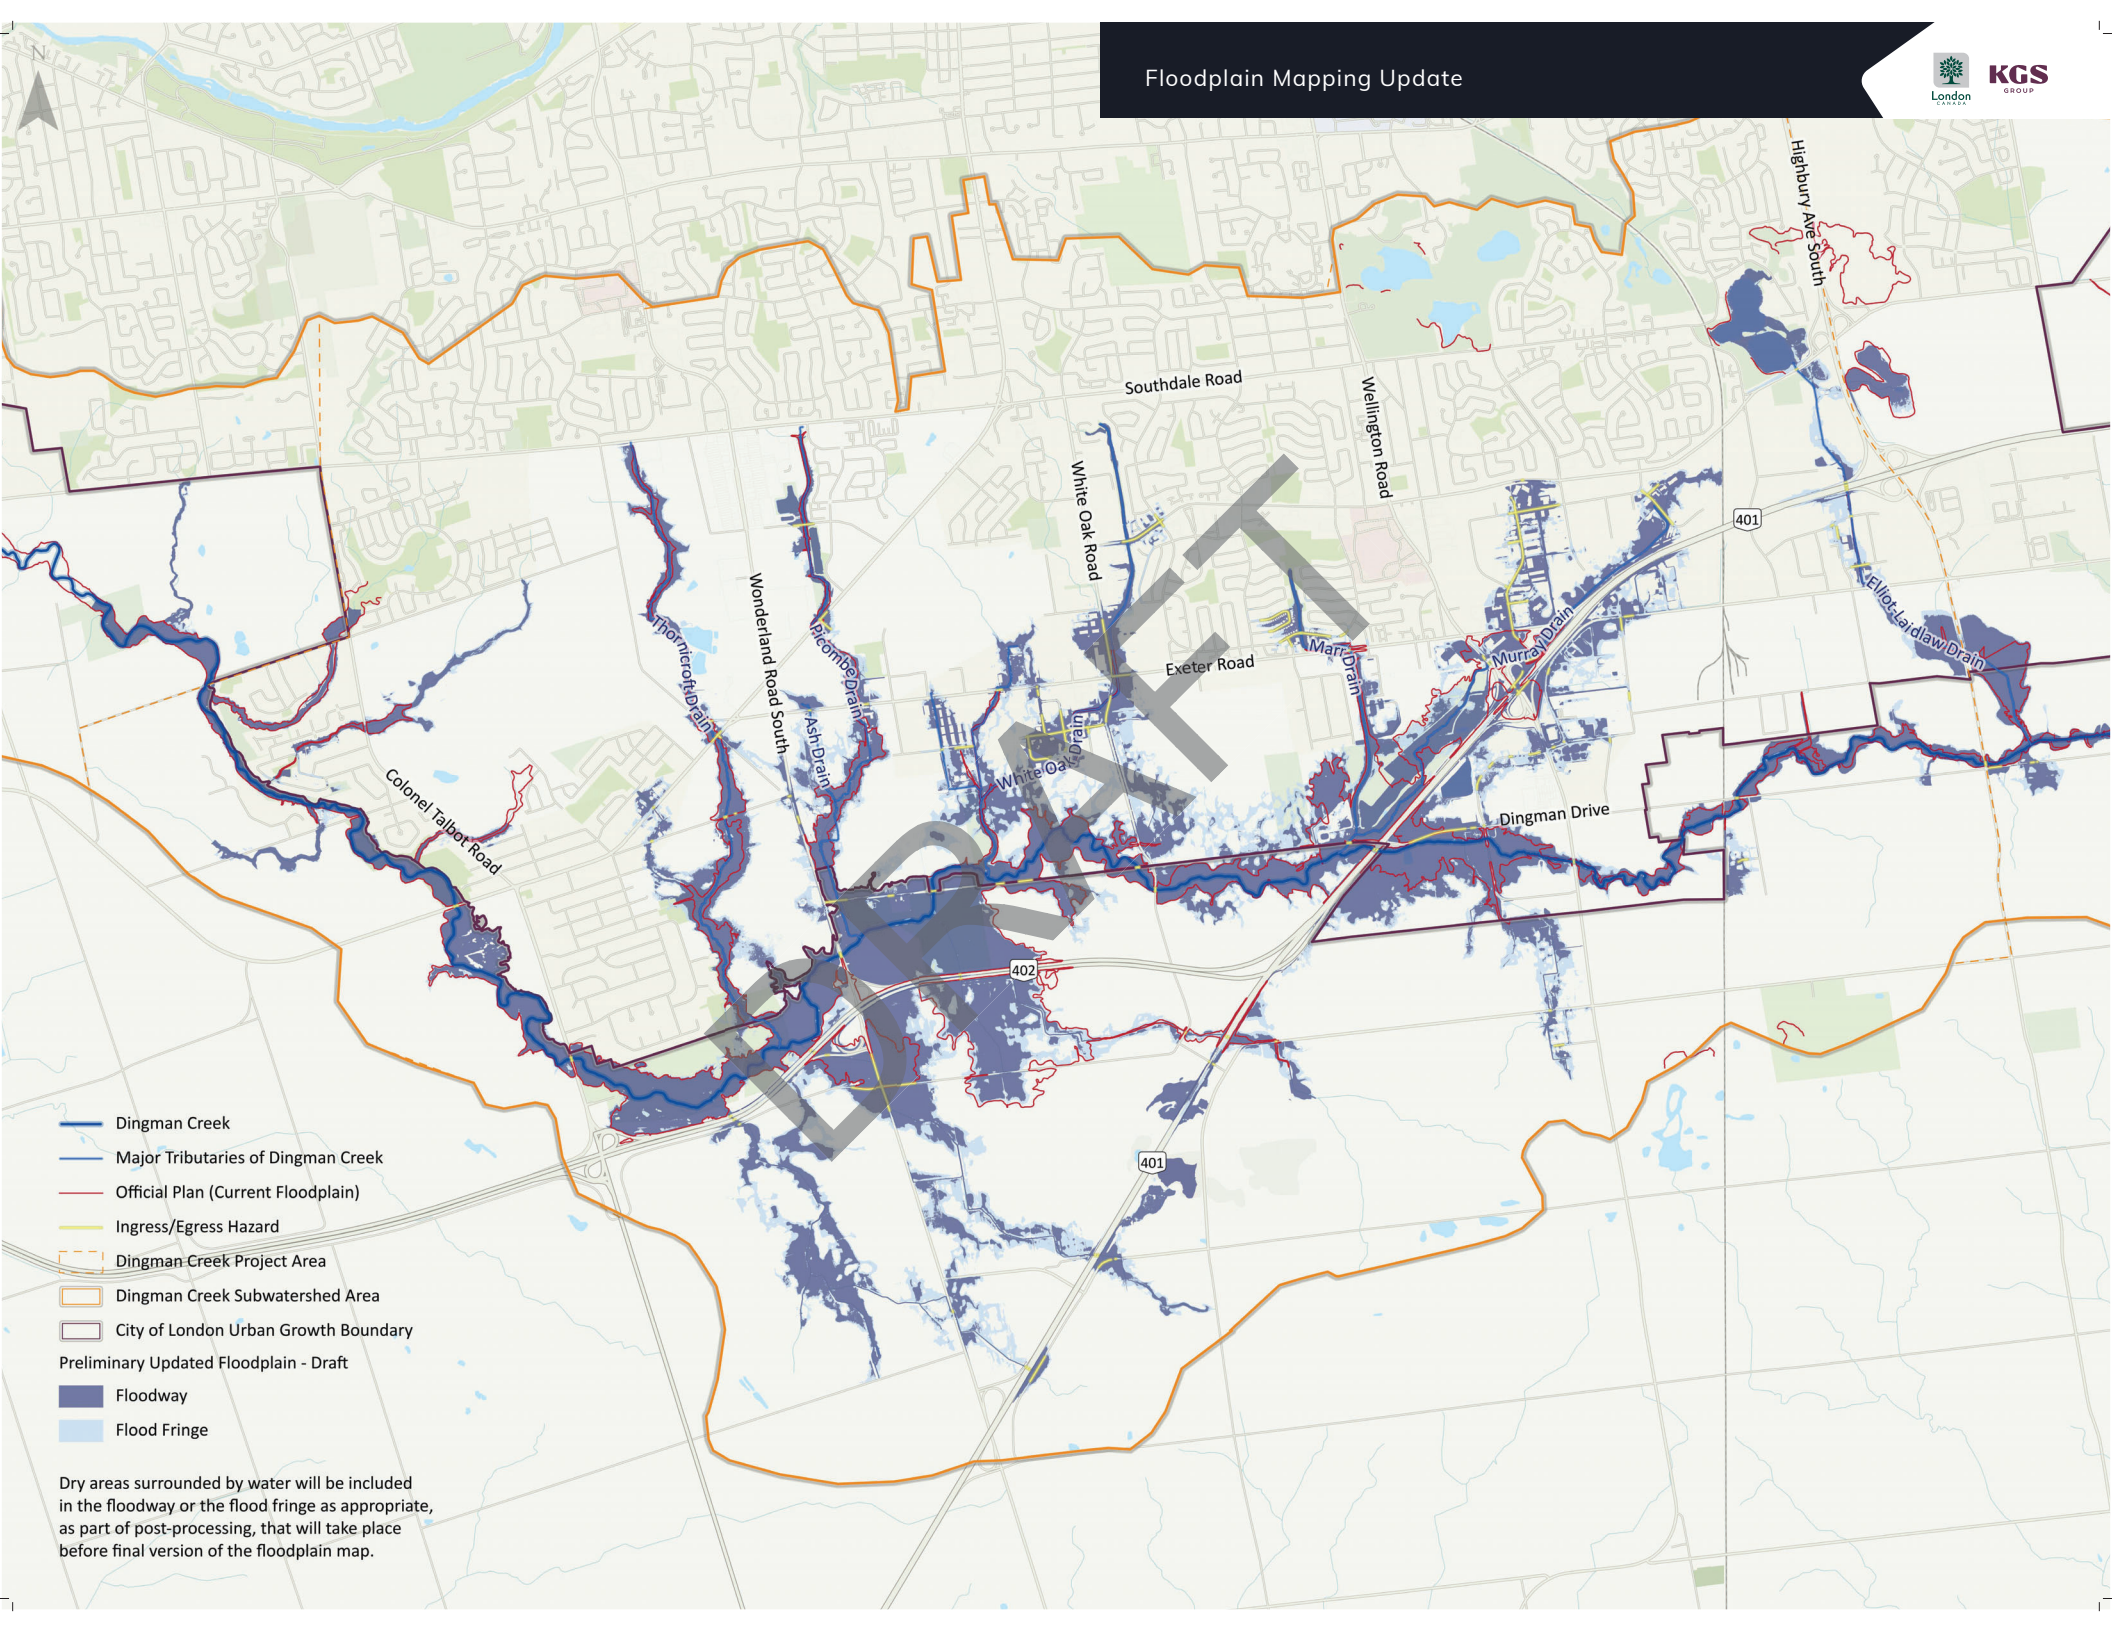 Floodplain Mapping Update
London
CANADA
KGS
GROUP
N
Highbury Ave South
Southdale Road
Wellington Road
White Oak Road
401
Wonderland Road South
Thornicroft Drain
Picombe Drain
Ash Drain
White Oak Drain
Exeter Road
Marr Drain
Murray Drain
Elliot-Laidlaw Drain
Colonel Talbot Road
Dingman Drive
402
401
DRAFT
Dingman Creek
Major Tributaries of Dingman Creek
Official Plan (Current Floodplain)
Ingress/Egress Hazard
Dingman Creek Project Area
Dingman Creek Subwatershed Area
City of London Urban Growth Boundary
Preliminary Updated Floodplain - Draft
Floodway
Flood Fringe
Dry areas surrounded by water will be included
in the floodway or the flood fringe as appropriate,
as part of post-processing, that will take place
before final version of the floodplain map.